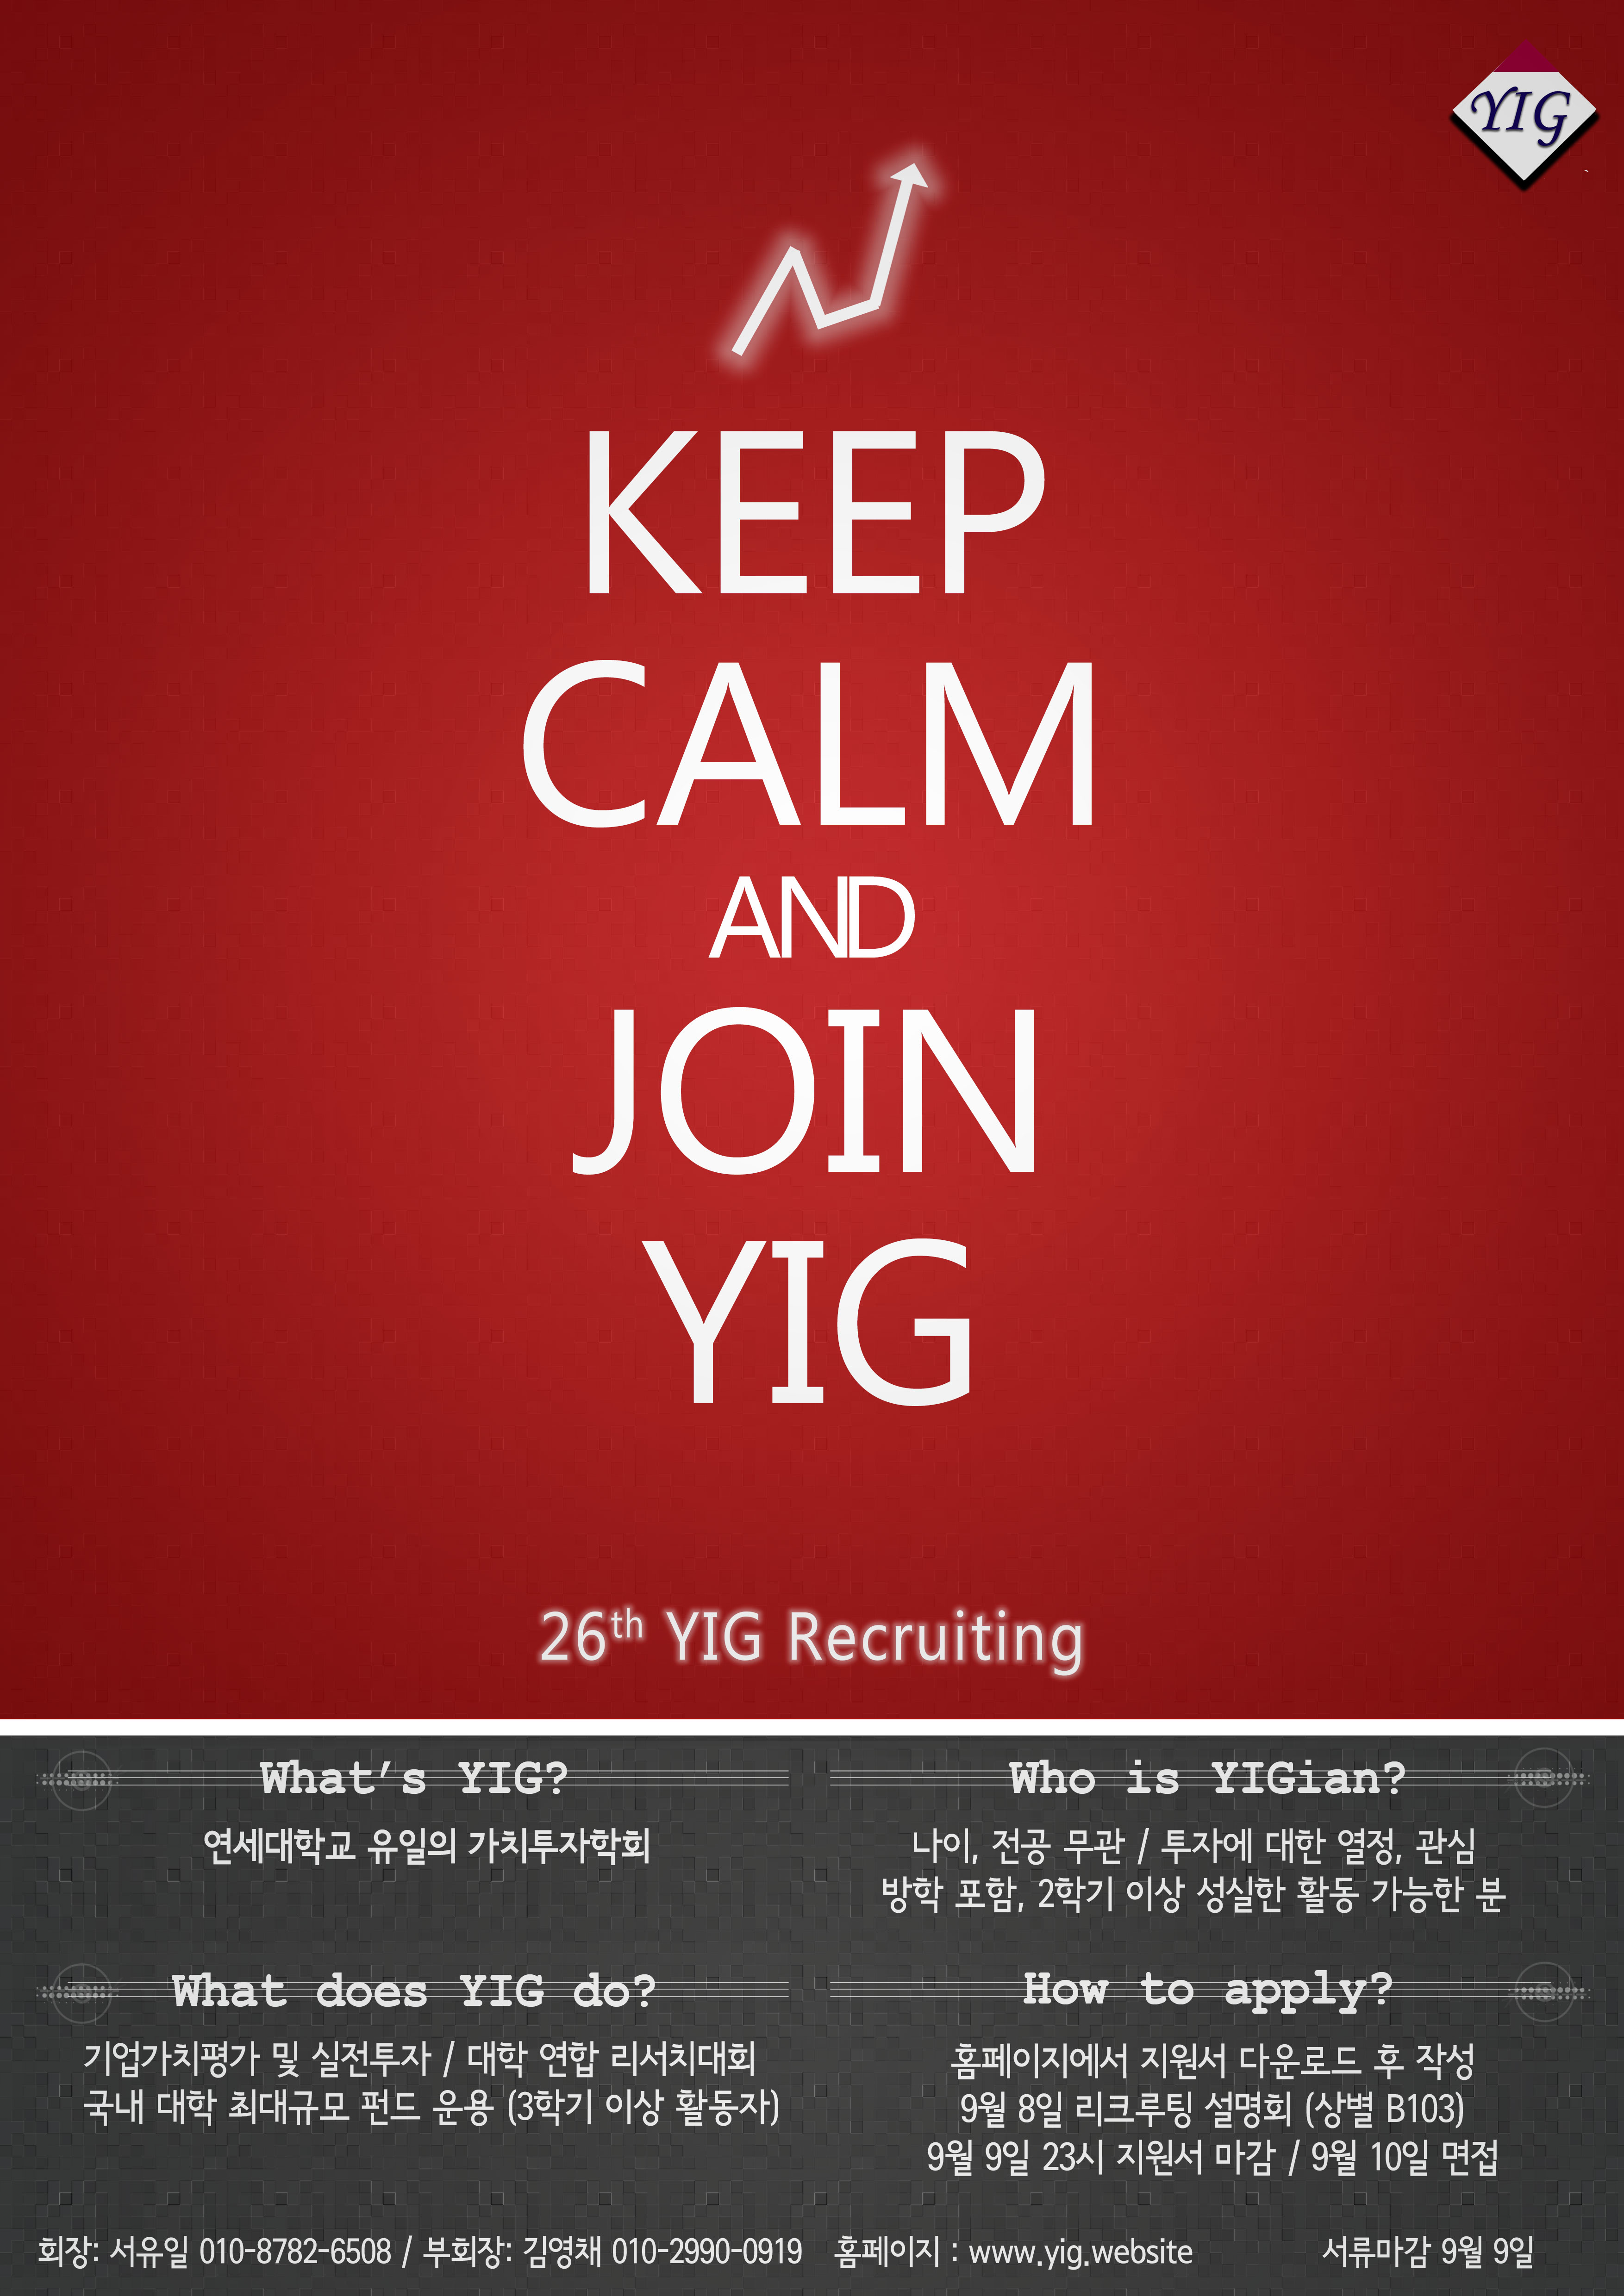 YIG
KEEP
CALM
AND
JOIN
YIG
26th YIG Recruiting
What's YIG?
연세대학교 유일의 가치투자학회
Who is YIGian?
나이, 전공 무관 / 투자에 대한 열정, 관심
방학 포함, 2학기 이상 성실한 활동 가능한 분
What does YIG do?
기업가치평가 및 실전투자 / 대학 연합 리서치대회
국내 대학 최대규모 펀드 운용 (3학기 이상 활동자)
How to apply?
홈페이지에서 지원서 다운로드 후 작성
9월 8일 리크루팅 설명회 (상별 B103)
9월 9일 23시 지원서 마감 / 9월 10일 면접
회장: 서유일 010-8782-6508 / 부회장: 김영채 010-2990-0919 홈페이지 : www.yig.website 서류마감 9월 9일